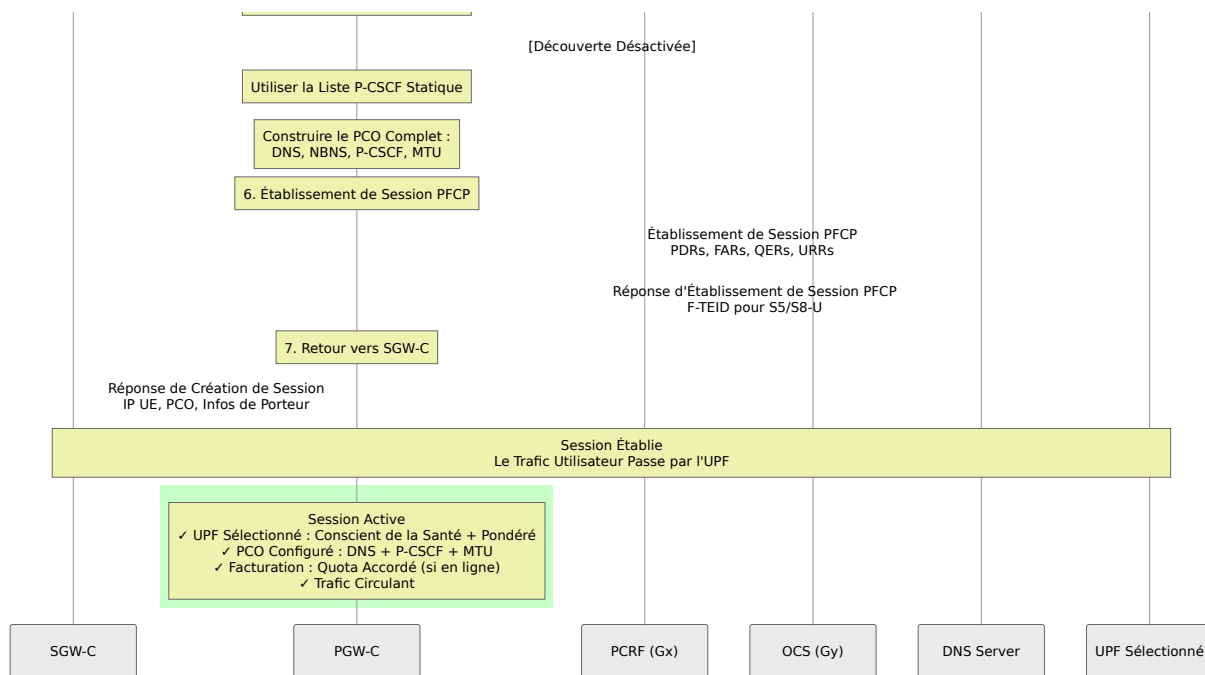 [Découverte Désactivée]
Utiliser la Liste P-CSCF Statique
Construire le PCO Complet :
DNS, NBNS, P-CSCF, MTU
6. Établissement de Session PFCP
Établissement de Session PFCP
PDRs, FARs, QERs, URRs
Réponse d'Établissement de Session PFCP
F-TEID pour S5/S8-U
7. Retour vers SGW-C
Réponse de Création de Session
IP UE, PCO, Infos de Porteur
Session Établie
Le Trafic Utilisateur Passe par l'UPF
Session Active
✓ UPF Sélectionné : Conscient de la Santé + Pondéré
✓ PCO Configuré : DNS + P-CSCF + MTU
✓ Facturation : Quota Accordé (si en ligne)
✓ Trafic Circulant
SGW-C
PGW-C
PCRF (Gx)
OCS (Gy)
DNS Server
UPF Sélectionné